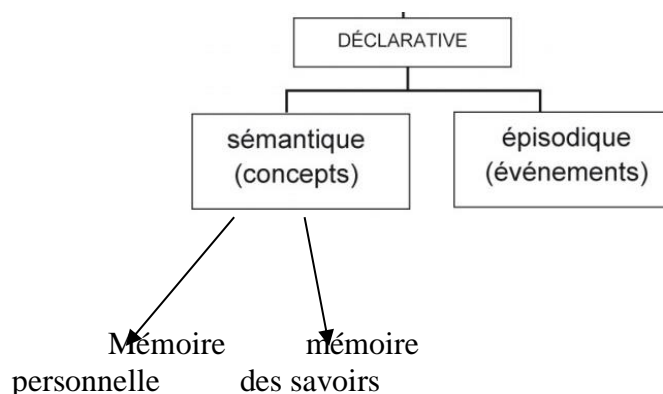 DÉCLARATIVE
sémantique
(concepts)
épisodique
(événements)
Mémoire
personnelle
mémoire
des savoirs